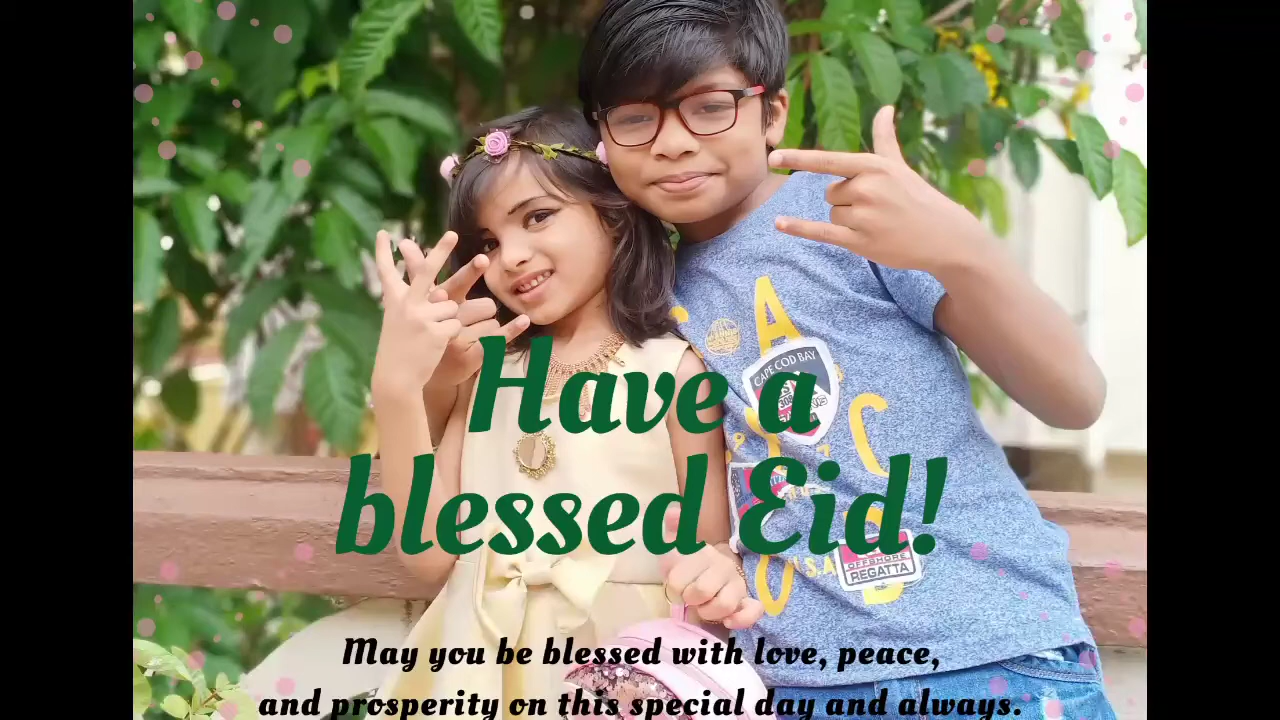 Have a
blessed Eid!
May you be blessed with love, peace,
and prosperity on this special day and always.
CAPE COD BAY
OFFSHORE
REGATTA